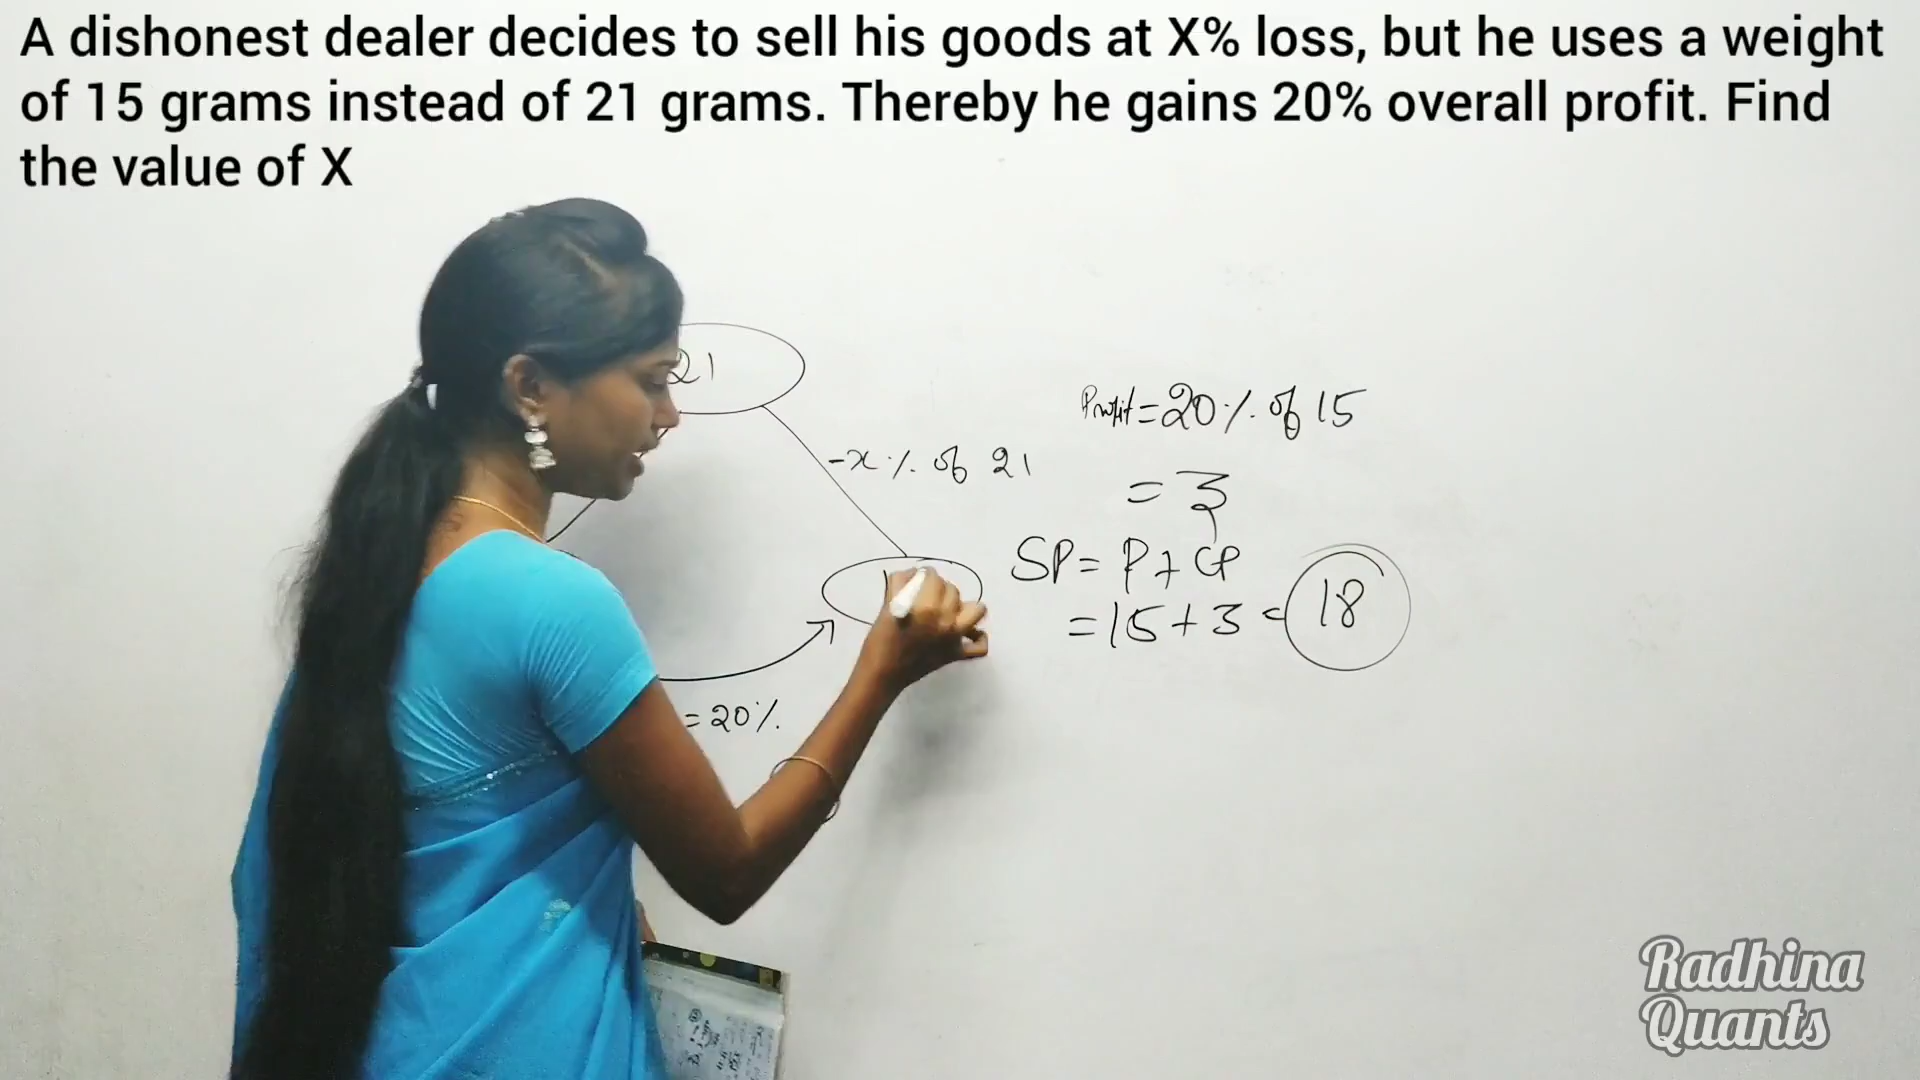 A dishonest dealer decides to sell his goods at X% loss, but he uses a weight
of 15 grams instead of 21 grams. Thereby he gains 20% overall profit. Find
the value of X
21
-x% of 21
= 20%
Profit = 20% of 15
= 3
SP = P + CP
= 15 + 3 = 18
Radhina
Quants